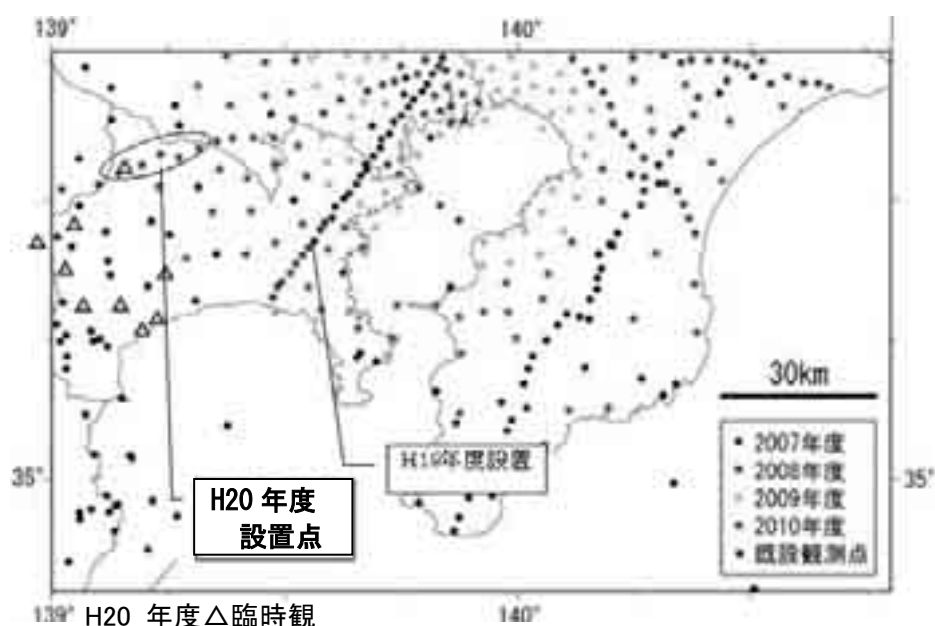 139° 140°
30km
2007年度
2008年度
2009年度
2010年度
既設観測点
H19年度設置
H20 年度
設置点
35° 35°
139° 140°
H20 年度△臨時観